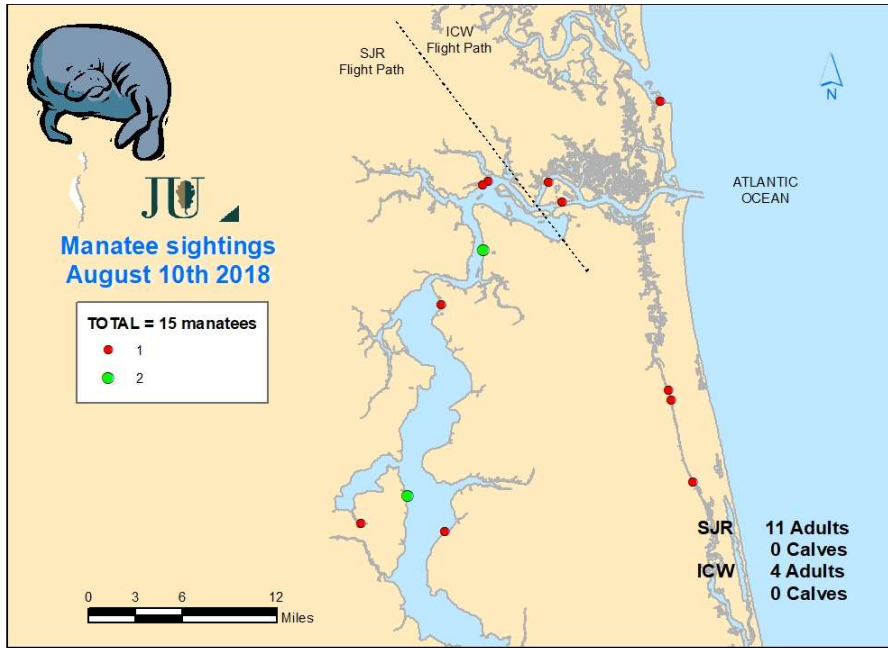 ICW
Flight Path
SJR
Flight Path
N
ATLANTIC
OCEAN
JU
Manatee sightings
August 10th 2018
TOTAL = 15 manatees
1
2
SJR 11 Adults
0 Calves
ICW 4 Adults
0 Calves
0 3 6 12
Miles